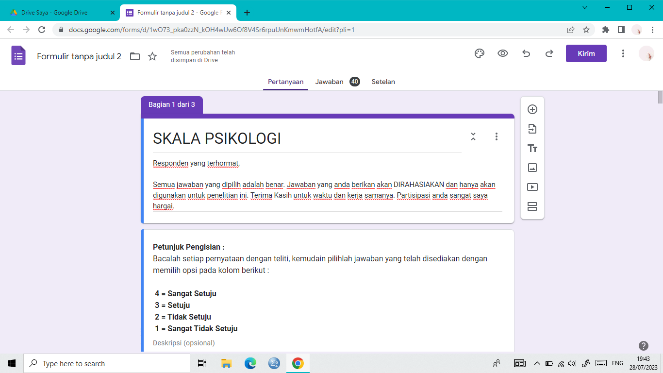 Drive Saya - Google Drive
Formulir tanpa judul 2 - Google F
docs.google.com/forms/d/1wO73_oka0zzN_kOH4wlJw6Of8V4Sr6rpuUnKmwmHotfA/edit?pli=1
Formulir tanpa judul 2
Semua perubahan telah
disimpan di Drive
Kirim
Pertanyaan
Jawaban 40
Setelan
Bagian 1 dari 3
SKALA PSIKOLOGI
Responden yang terhormat.
Semua jawaban yang dipilih adalah benar. Jawaban yang anda berikan akan DIRAHASIAKAN dan hanya akan
digunakan untuk penelitian ini. Terima Kasih untuk waktu dan kerja samanya. Partisipasi anda sangat saya
hargai.
Petunjuk Pengisian :
Bacalah setiap pernyataan dengan teliti, kemudain pilihlah jawaban yang telah disediakan dengan
memilih opsi pada kolom berikut :
4 = Sangat Setuju
3 = Setuju
2 = Tidak Setuju
1 = Sangat Tidak Setuju
Deskripsi (opsional)
Type here to search
ENG
19:43
28/07/2023